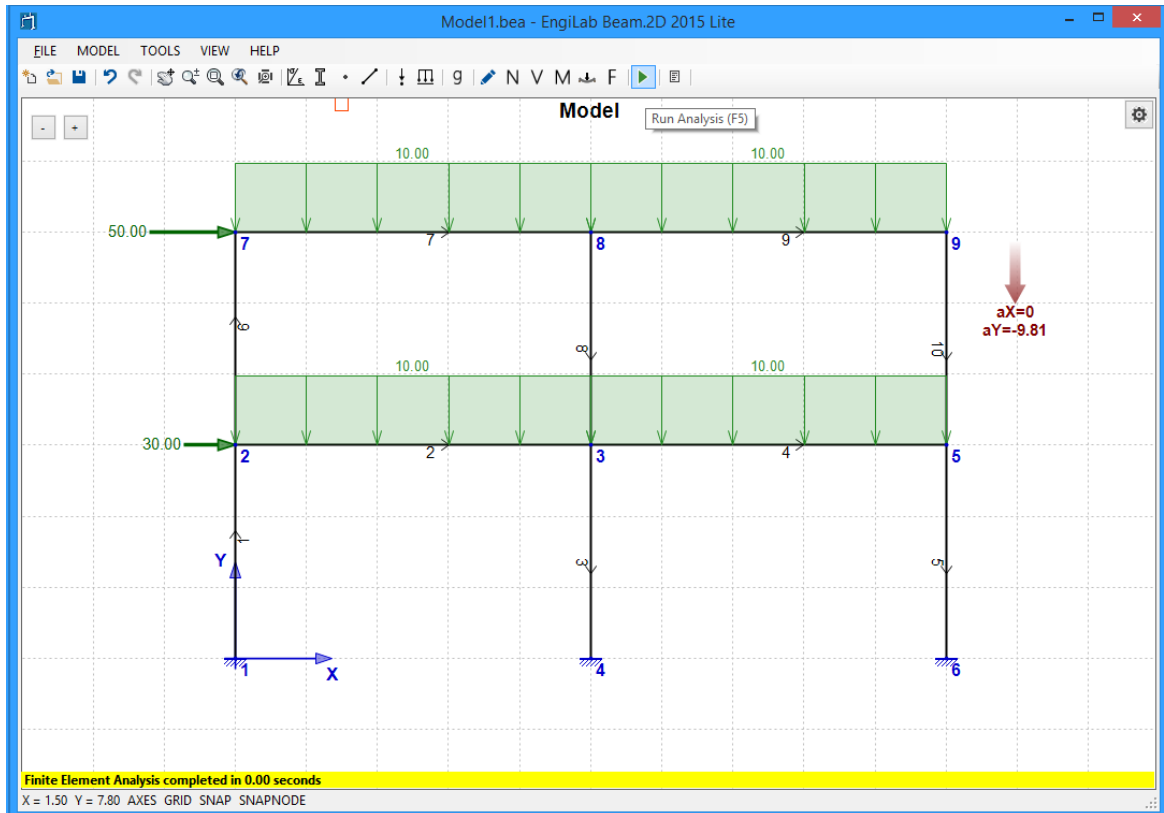 Model1.bea - EngiLab Beam.2D 2015 Lite
FILE MODEL TOOLS VIEW HELP
g N V M F
- +
Model
Run Analysis (F5)
10.00 10.00
50.00
7 7 8 9 9
aX=0
aY=-9.81
6 8 10
10.00 10.00
30.00
2 2 3 4 5
1 3 5
Y
X
1 4 6
Finite Element Analysis completed in 0.00 seconds
X = 1.50 Y = 7.80 AXES GRID SNAP SNAPNODE